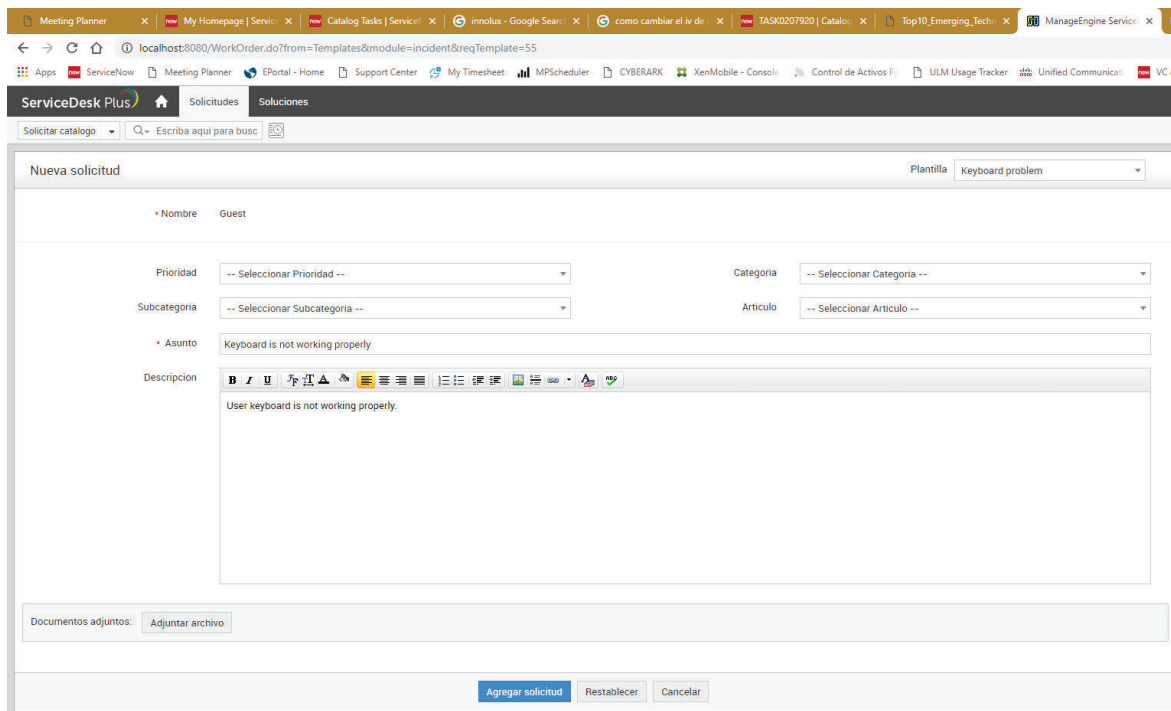 Meeting Planner My Homepage | Servic Catalog Tasks | Service innolux - Google Searc como cambiar el iv de TASK0207920 | Catalog Top10_Emerging_Techn ManageEngine Service
localhost:8080/WorkOrder.do?from=Templates&module=incident&reqTemplate=55
Apps ServiceNow Meeting Planner EPortal - Home Support Center My Timesheet MPScheduler CYBERARK XenMobile - Console Control de Activos Fi ULM Usage Tracker Unified Communicat VC
ServiceDesk Plus Solicitudes Soluciones
Solicitar catalogo Escriba aqui para busc
Nueva solicitud Plantilla Keyboard problem
* Nombre Guest
Prioridad -- Seleccionar Prioridad -- Categoria -- Seleccionar Categoria --
Subcategoria -- Seleccionar Subcategoria -- Articulo -- Seleccionar Articulo --
* Asunto Keyboard is not working properly
Descripción B I U
User keyboard is not working properly.
Documentos adjuntos: Adjuntar archivo
Agregar solicitud Restablecer Cancelar